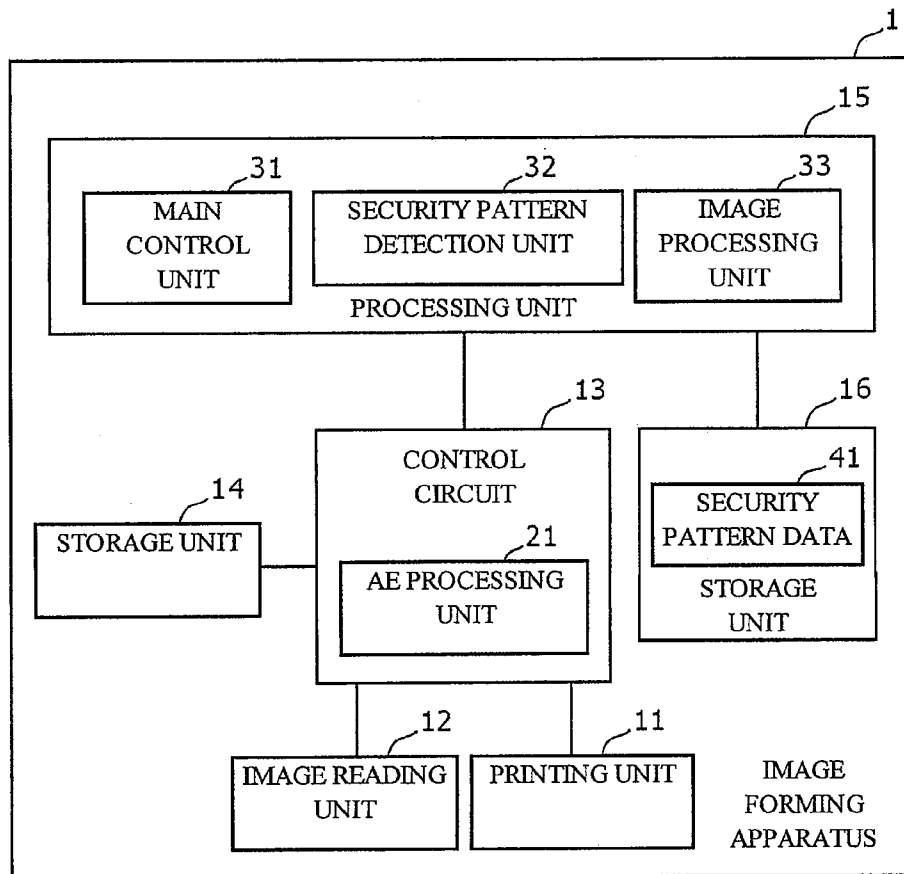 1
15
31
MAIN
CONTROL
UNIT
32
SECURITY PATTERN
DETECTION UNIT
33
IMAGE
PROCESSING
UNIT
PROCESSING UNIT
13
CONTROL
CIRCUIT
21
AE PROCESSING
UNIT
14
STORAGE UNIT
16
41
SECURITY
PATTERN DATA
STORAGE
UNIT
12
IMAGE READING
UNIT
11
PRINTING UNIT
IMAGE
FORMING
APPARATUS